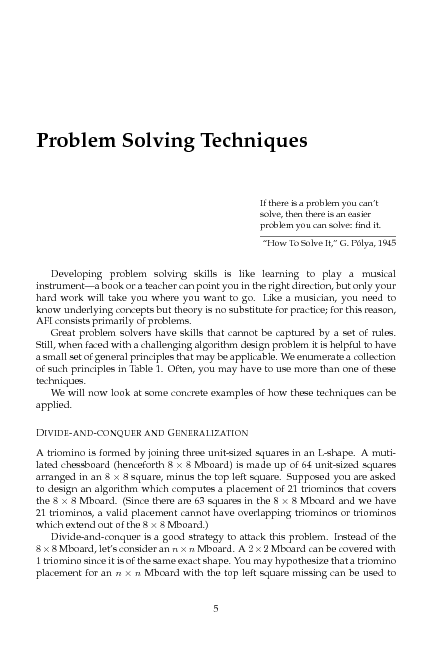 Problem Solving Techniques
If there is a problem you can't
solve, then there is an easier
problem you can solve: find it.
"How To Solve It," G. Pólya, 1945
Developing problem solving skills is like learning to play a musical
instrument—a book or a teacher can point you in the right direction, but only your
hard work will take you where you want to go. Like a musician, you need to
know underlying concepts but theory is no substitute for practice; for this reason,
AFI consists primarily of problems.
Great problem solvers have skills that cannot be captured by a set of rules.
Still, when faced with a challenging algorithm design problem it is helpful to have
a small set of general principles that may be applicable. We enumerate a collection
of such principles in Table 1. Often, you may have to use more than one of these
techniques.
We will now look at some concrete examples of how these techniques can be
applied.
Divide-and-conquer and Generalization
A triomino is formed by joining three unit-sized squares in an L-shape. A muti-
lated chessboard (henceforth 8 × 8 Mboard) is made up of 64 unit-sized squares
arranged in an 8 × 8 square, minus the top left square. Supposed you are asked
to design an algorithm which computes a placement of 21 triominos that covers
the 8 × 8 Mboard. (Since there are 63 squares in the 8 × 8 Mboard and we have
21 triominos, a valid placement cannot have overlapping triominos or triominos
which extend out of the 8 × 8 Mboard.)
Divide-and-conquer is a good strategy to attack this problem. Instead of the
8 × 8 Mboard, let's consider an n × n Mboard. A 2 × 2 Mboard can be covered with
1 triomino since it is of the same exact shape. You may hypothesize that a triomino
placement for an n × n Mboard with the top left square missing can be used to
5